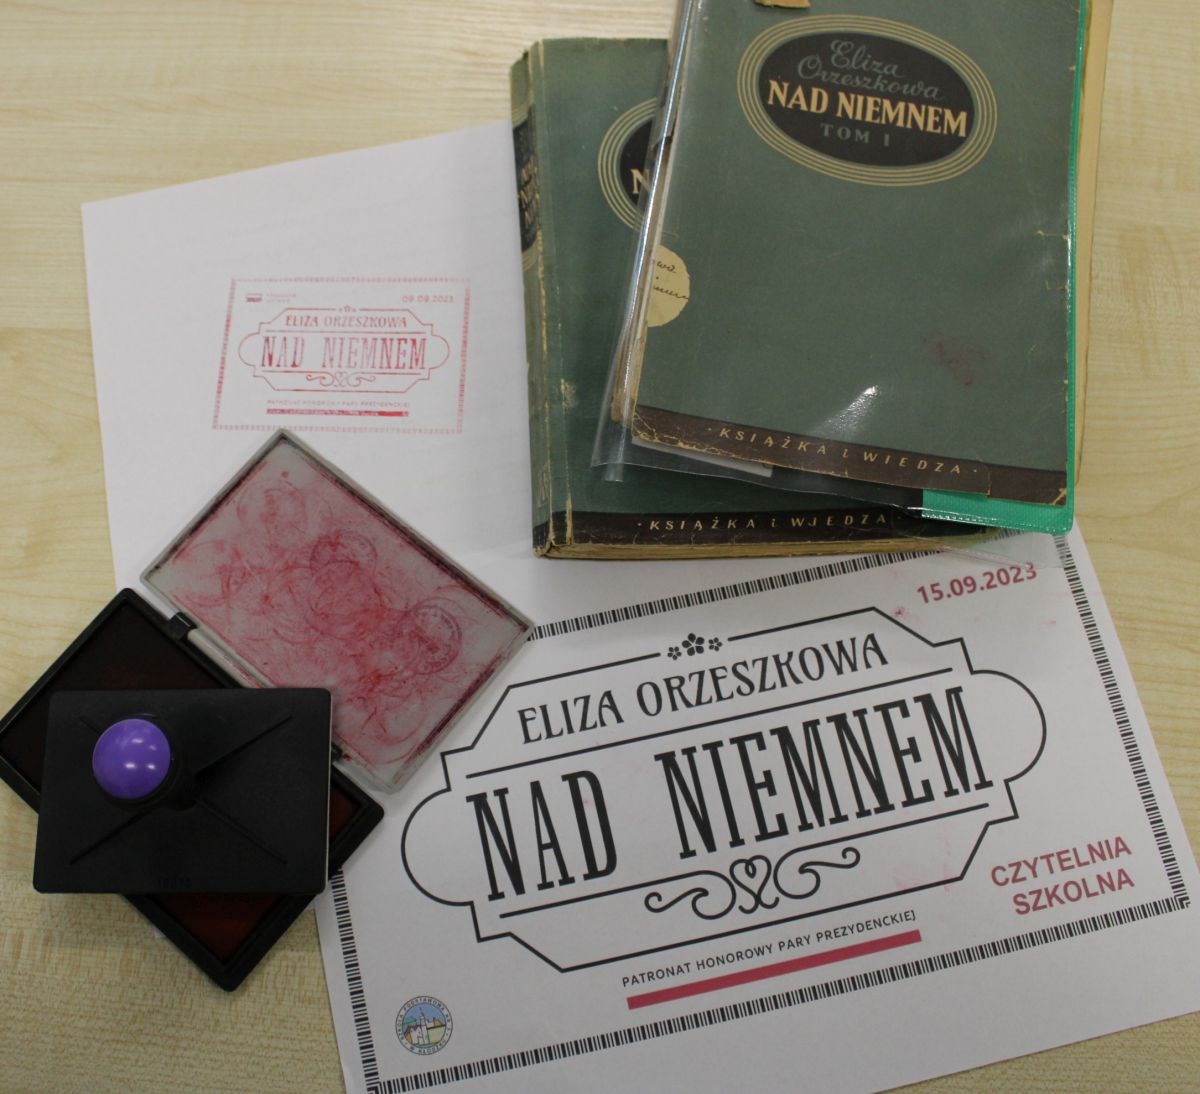 Eliza
Orzeszkowa
NAD NIEMNEM
TOM I
·KSIĄŻKA i WIEDZA·
·KSIĄŻKA i WIEDZA·
09.09.2023
ELIZA ORZESZKOWA
NAD NIEMNEM
PATRONAT HONOROWY PARY PREZYDENCKIEJ
15.09.2023
ELIZA ORZESZKOWA
NAD NIEMNEM
CZYTELNIA
SZKOLNA
PATRONAT HONOROWY PARY PREZYDENCKIEJ